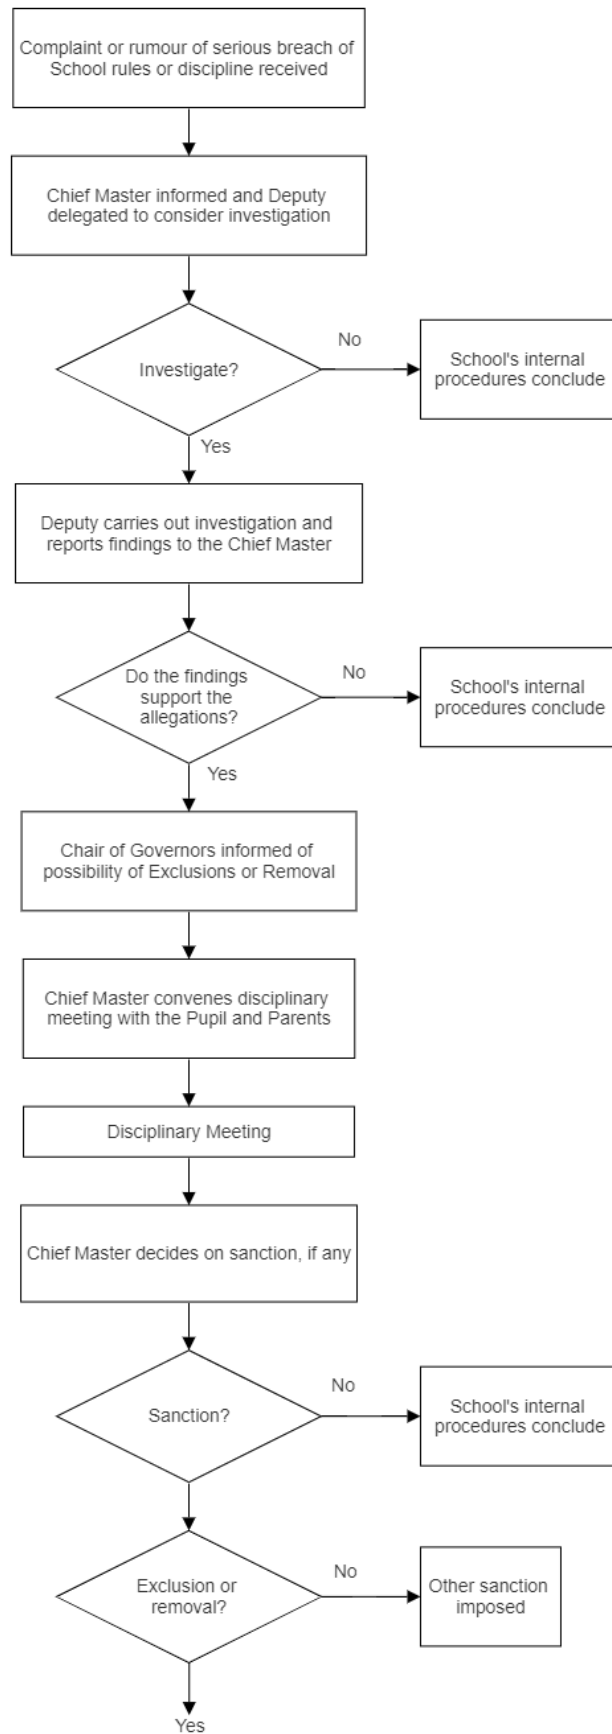 Complaint or rumour of serious breach of
School rules or discipline received
Chief Master informed and Deputy
delegated to consider investigation
Investigate?
No
School's internal
procedures conclude
Yes
Deputy carries out investigation and
reports findings to the Chief Master
Do the findings
support the
allegations?
No
School's internal
procedures conclude
Yes
Chair of Governors informed of
possibility of Exclusions or Removal
Chief Master convenes disciplinary
meeting with the Pupil and Parents
Disciplinary Meeting
Chief Master decides on sanction, if any
Sanction?
No
School's internal
procedures conclude
Exclusion or
removal?
No
Other sanction
imposed
Yes